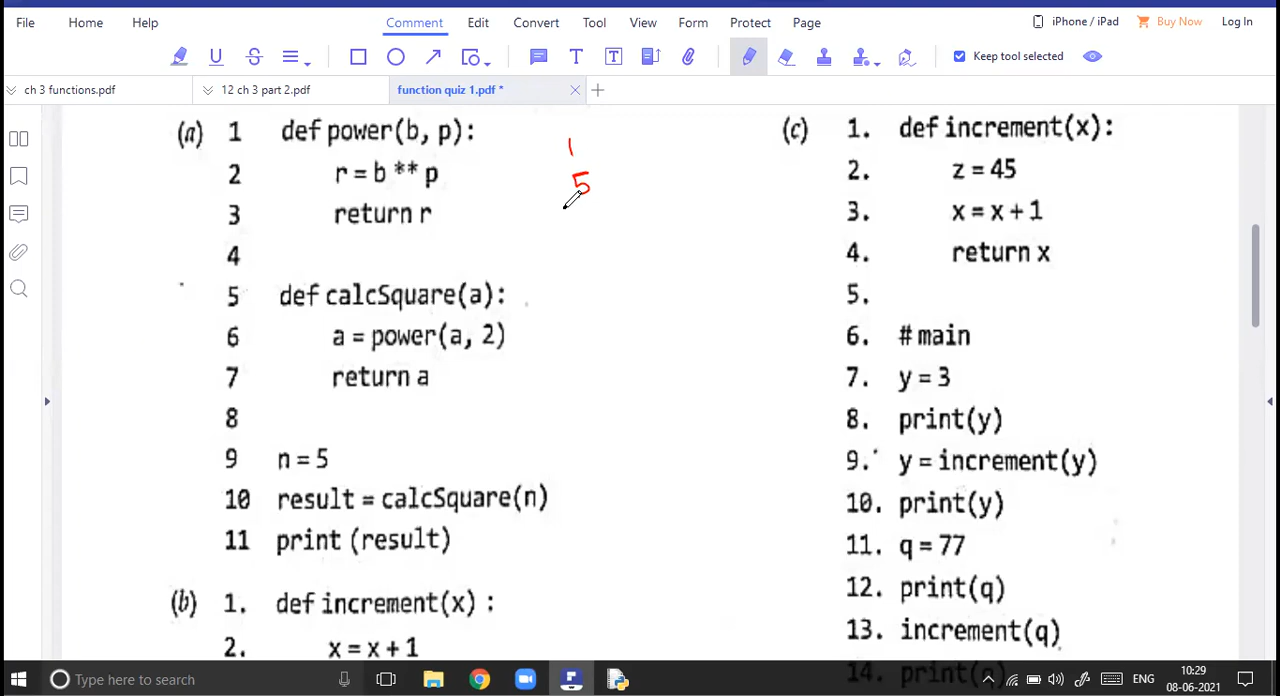 File Home Help Comment Edit Convert Tool View Form Protect Page iPhone / iPad Buy Now Log In
Keep tool selected
ch 3 functions.pdf 12 ch 3 part 2.pdf function quiz 1.pdf *
(a) 1 def power(b, p):
2 r = b ** p
3 return r
4
5 def calcSquare(a):
6 a = power(a, 2)
7 return a
8
9 n = 5
10 result = calcSquare(n)
11 print (result)
(b) 1. def increment(x) :
2. x = x + 1
1
5
(c) 1. def increment(x):
2. z = 45
3. x = x + 1
4. return x
5.
6. # main
7. y = 3
8. print(y)
9. y = increment(y)
10. print(y)
11. q = 77
12. print(q)
13. increment(q)
14. print(q)
Type here to search
ENG
10:29
08-06-2021